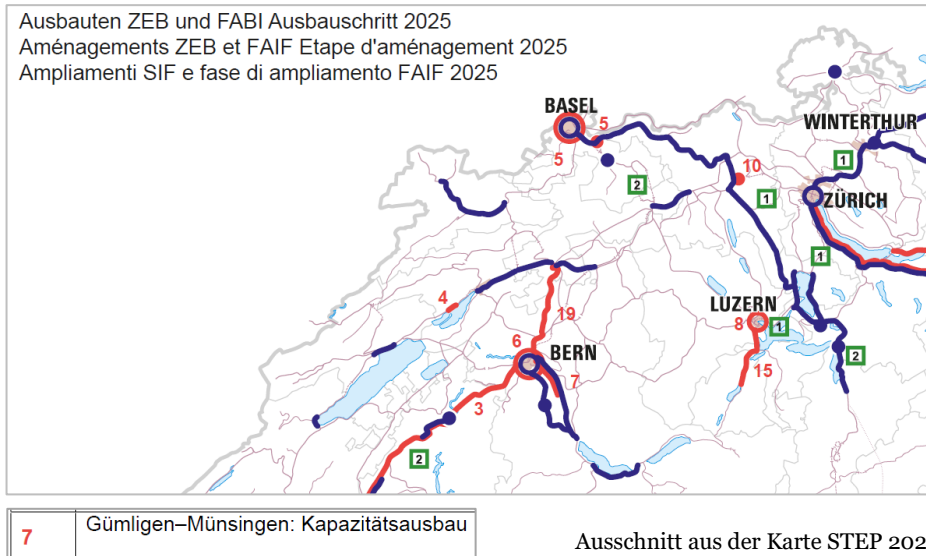 Ausbauten ZEB und FABI Ausbauschritt 2025
Aménagements ZEB et FAIF Etape d'aménagement 2025
Ampliamenti SIF e fase di ampliamento FAIF 2025
BASEL
5
5
WINTERTHUR
1
10
2
1
ZÜRICH
1
4
19
LUZERN
8
1
6
BERN
2
15
7
3
2
7
Gümligen–Münsingen: Kapazitätsausbau
Ausschnitt aus der Karte STEP 202